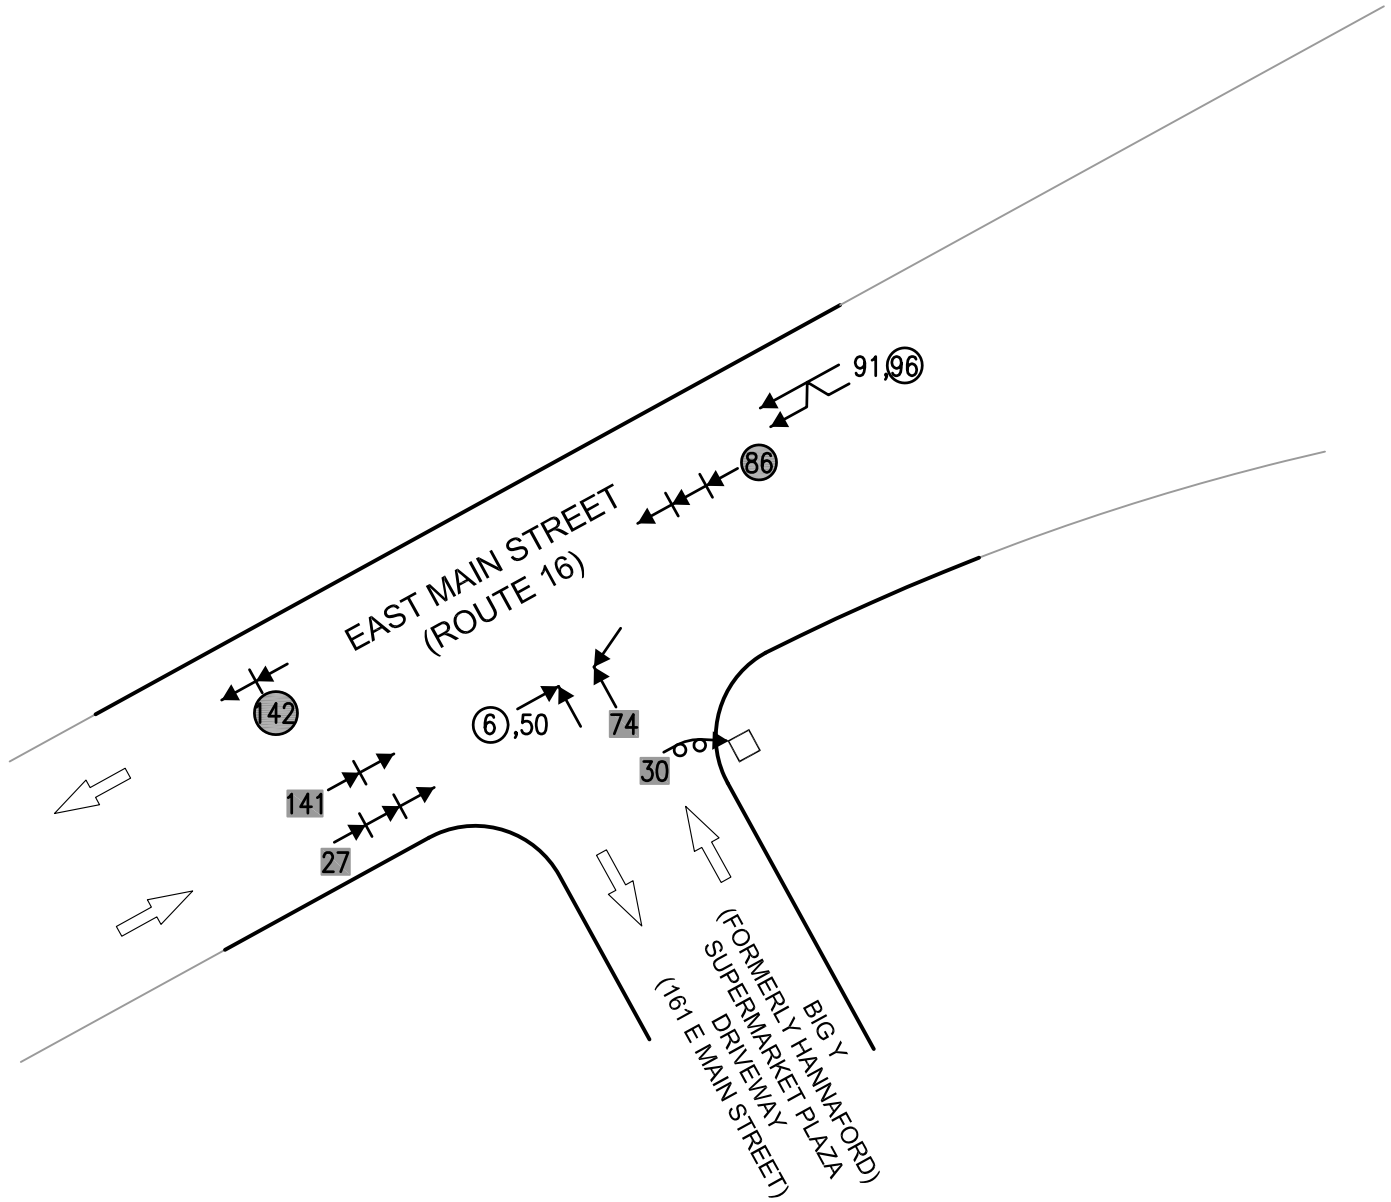 91,96
86
EAST MAIN STREET
(ROUTE 16)
142
6,50
74
30
141
27
BIG Y
(FORMERLY HANNAFORD)
SUPERMARKET PLAZA
DRIVEWAY
(161 E MAIN STREET)